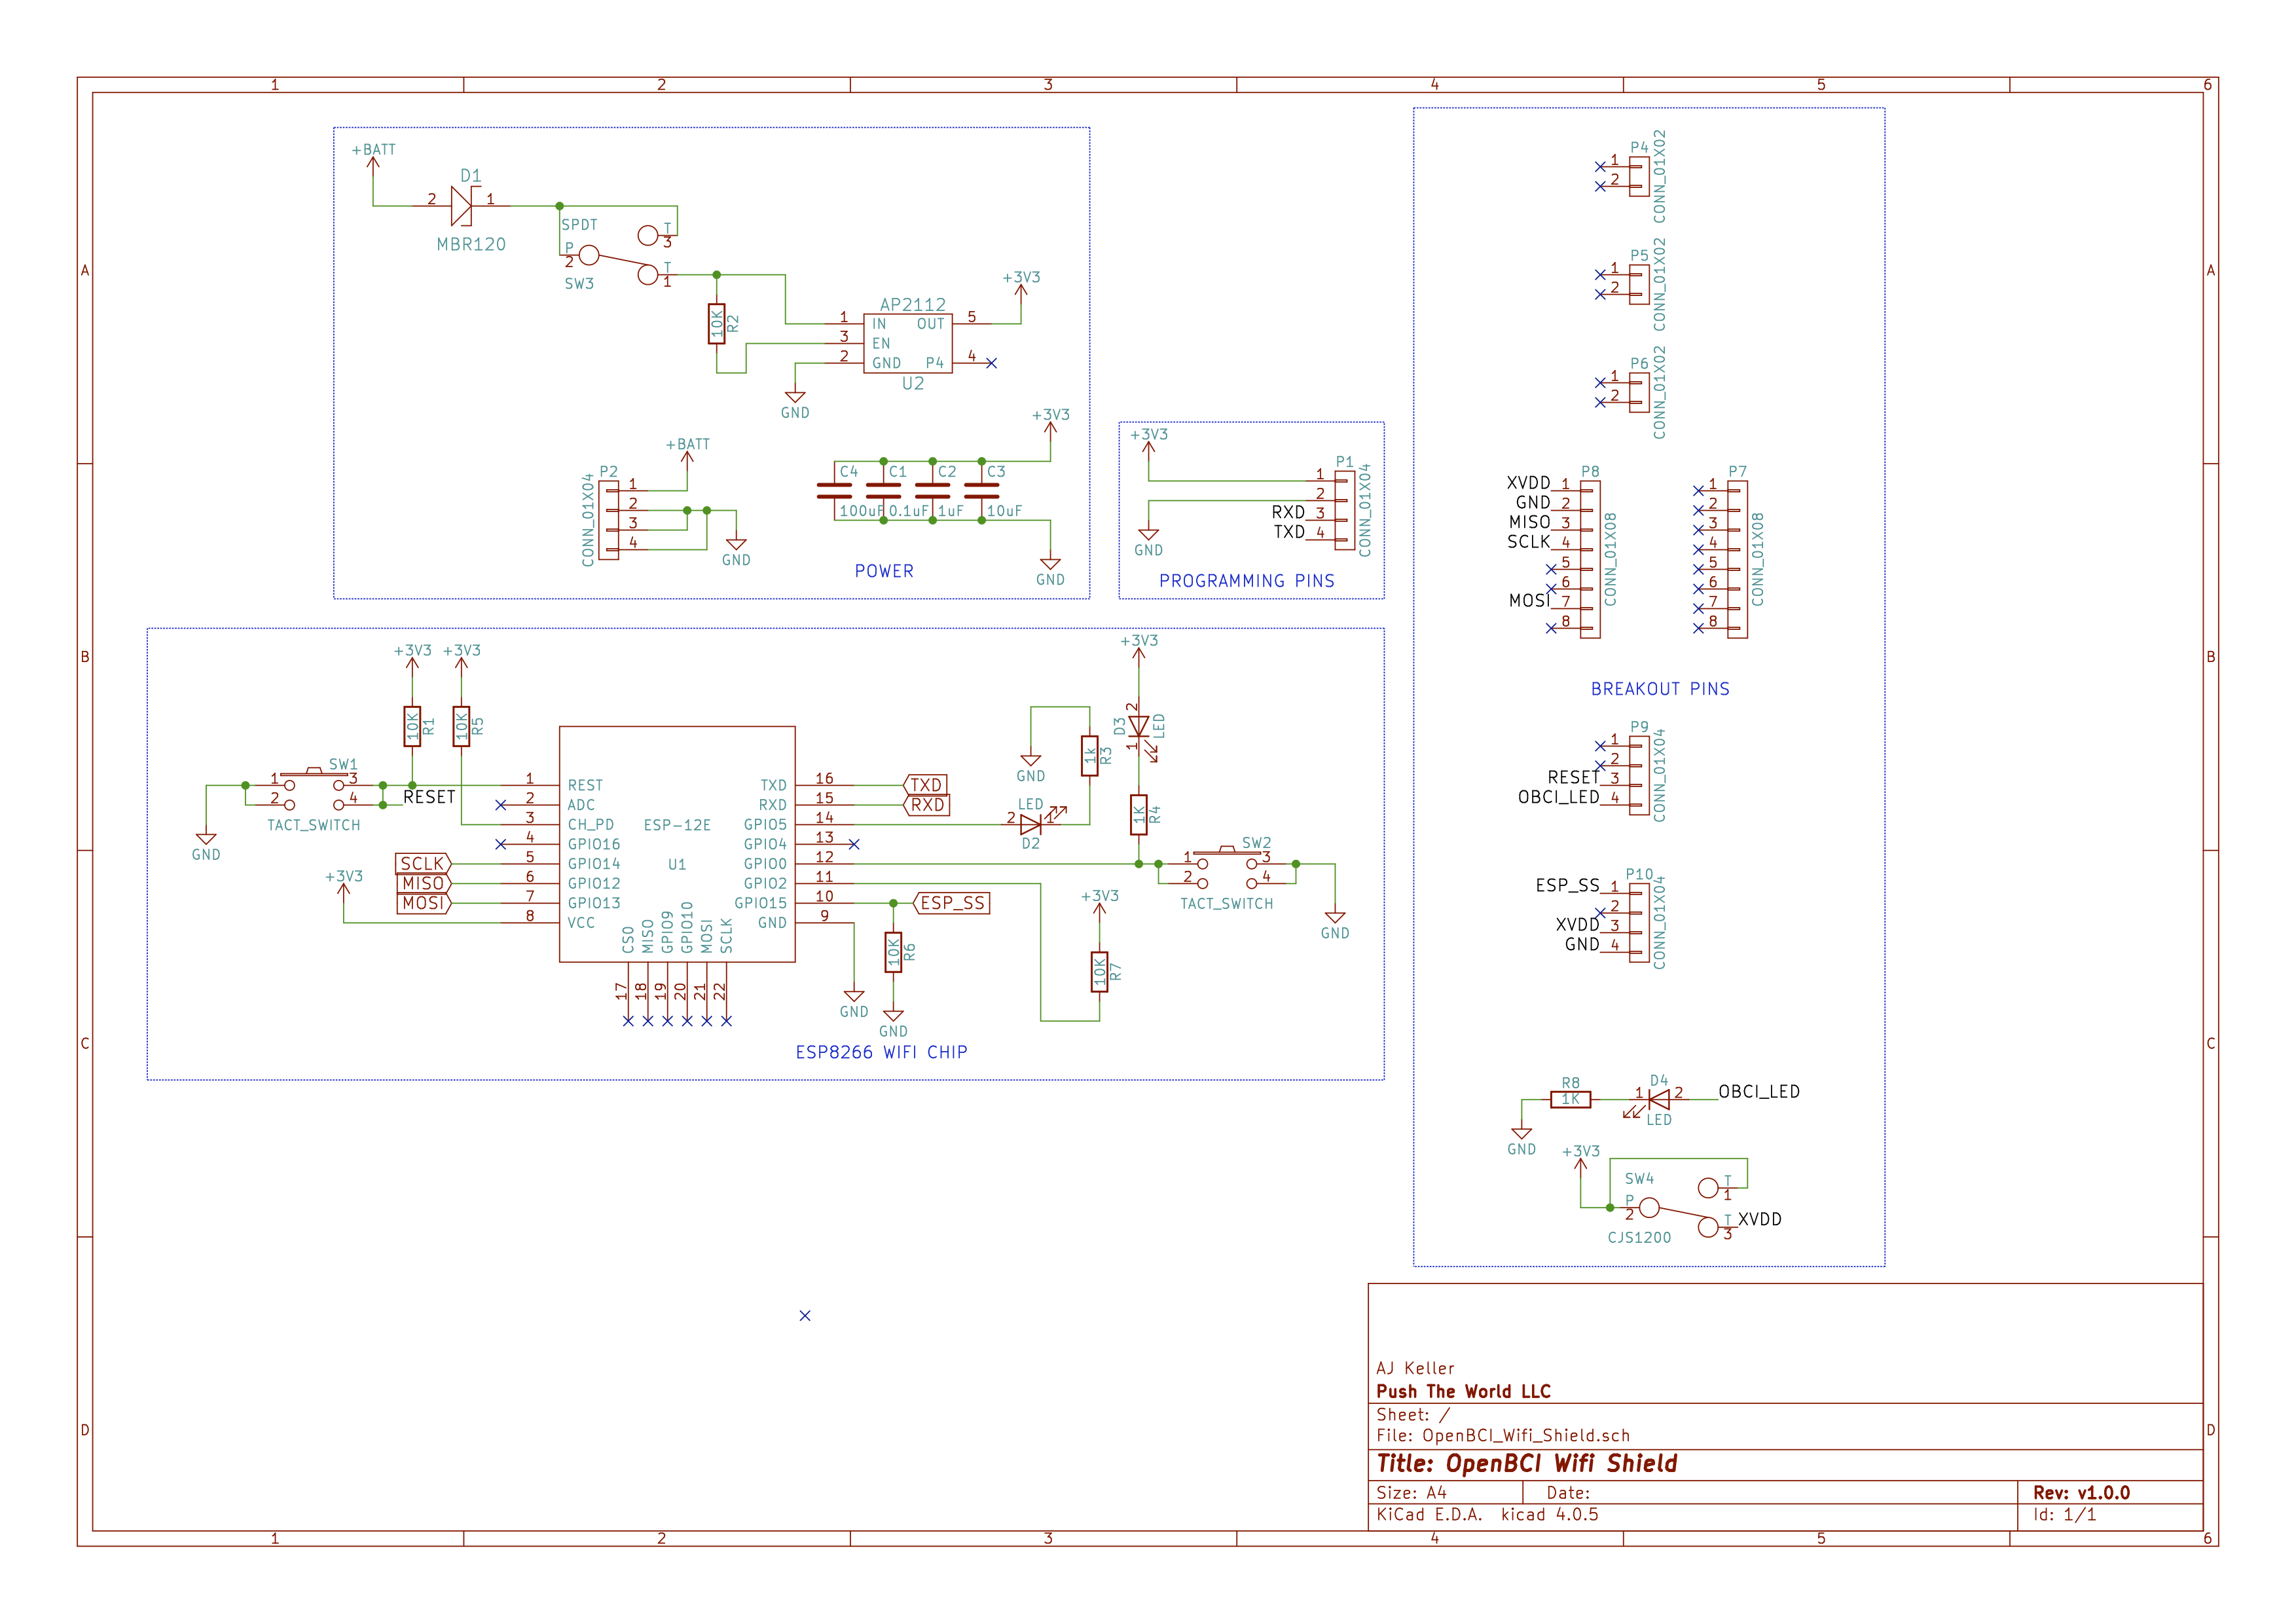 1 2 3 4 5 6
A A
B B
C C
D D
+BATT
D1
2 1
MBR120
SPDT
P
2
T
3
T
1
SW3
10K
R2
AP2112
1 IN OUT 5
3 EN
2 GND P4 4
U2
+3V3
GND
+BATT
P2
1
2
3
4
CONN_01X04
GND
+3V3
C4 C1 C2 C3
100uF 0.1uF 1uF 10uF
GND
POWER
+3V3
P1
1
2
RXD 3
TXD 4
CONN_01X04
GND
PROGRAMMING PINS
P4
1
2
CONN_01X02
P5
1
2
CONN_01X02
P6
1
2
CONN_01X02
P8
XVDD 1
GND 2
MISO 3
SCLK 4
5
6
MOSI 7
8
CONN_01X08
P7
1
2
3
4
5
6
7
8
CONN_01X08
BREAKOUT PINS
P9
1
2
RESET 3
OBCI_LED 4
CONN_01X04
P10
ESP_SS 1
2
XVDD 3
GND 4
CONN_01X04
R8
1K
D4
1 2
LED
OBCI_LED
GND
+3V3
SW4
P
2
T
1
T
3
XVDD
CJS1200
+3V3 +3V3
10K R1
10K R5
SW1
1 3
2 4
RESET
TACT_SWITCH
GND
ESP-12E
U1
1 REST
2 ADC
3 CH_PD
4 GPIO16
SCLK 5 GPIO14
MISO 6 GPIO12
MOSI 7 GPIO13
8 VCC
+3V3
TXD 16 TXD
RXD 15 RXD
GPIO5 14
GPIO4 13
GPIO0 12
GPIO2 11
GPIO15 10 ESP_SS
GND 9
CS0 MISO GPIO9 GPIO10 MOSI SCLK
17 18 19 20 21 22
GND
10K R6
GND
GND
1k R3
LED
2 1
D2
+3V3
D3
2
1
LED
1K R4
SW2
1 3
2 4
TACT_SWITCH
GND
+3V3
10K R7
ESP8266 WIFI CHIP
AJ Keller
Push The World LLC
Sheet: /
File: OpenBCI_Wifi_Shield.sch
Title: OpenBCI Wifi Shield
Size: A4 Date: Rev: v1.0.0
KiCad E.D.A. kicad 4.0.5 Id: 1/1
1 2 3 4 5 6